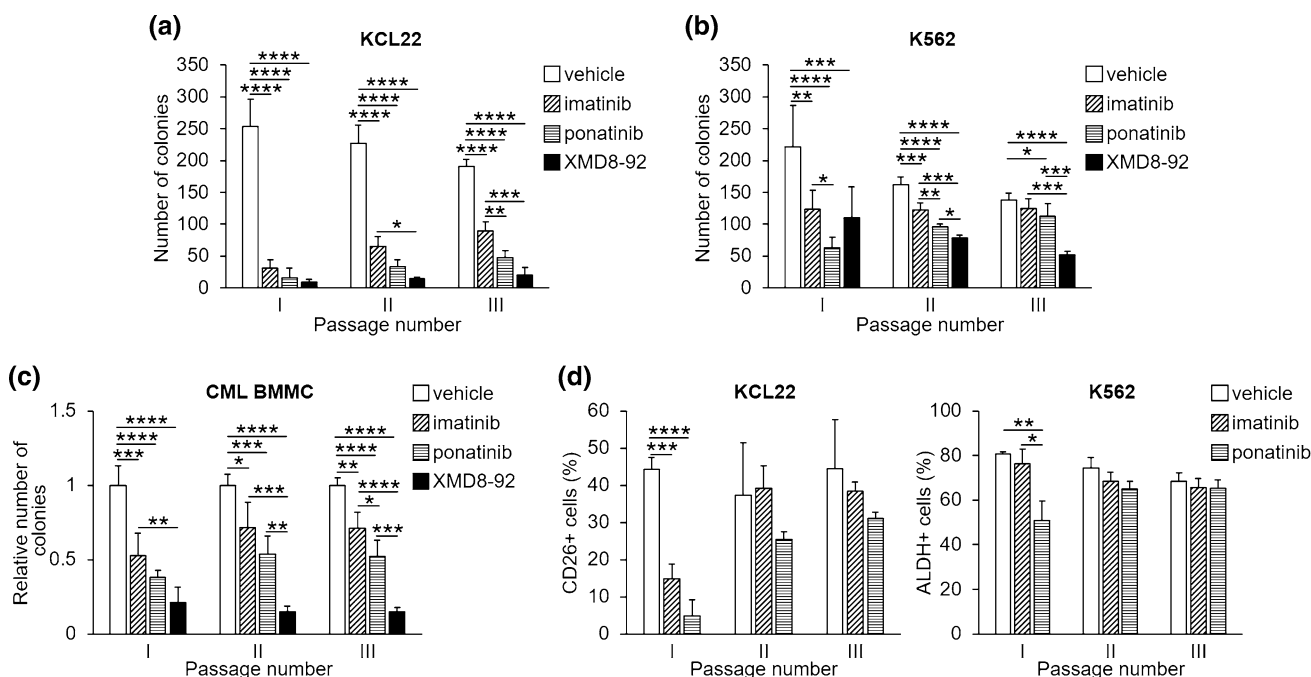 (a)
KCL22
Number of colonies
350
300
250
200
150
100
50
0
****
****
****
****
****
****
*
****
****
****
***
**
I
II
III
Passage number
vehicle
imatinib
ponatinib
XMD8-92
(b)
K562
Number of colonies
350
300
250
200
150
100
50
0
***
****
**
*
****
****
***
***
**
*
****
*
***
***
I
II
III
Passage number
vehicle
imatinib
ponatinib
XMD8-92
(c)
CML BMMC
Relative number of
colonies
1.5
1
0.5
0
****
****
***
**
****
***
*
***
**
****
****
**
****
*
***
I
II
III
Passage number
vehicle
imatinib
ponatinib
XMD8-92
(d)
KCL22
CD26+ cells (%)
60
50
40
30
20
10
0
****
***
I
II
III
Passage number
K562
ALDH+ cells (%)
100
80
60
40
20
0
**
*
I
II
III
Passage number
vehicle
imatinib
ponatinib